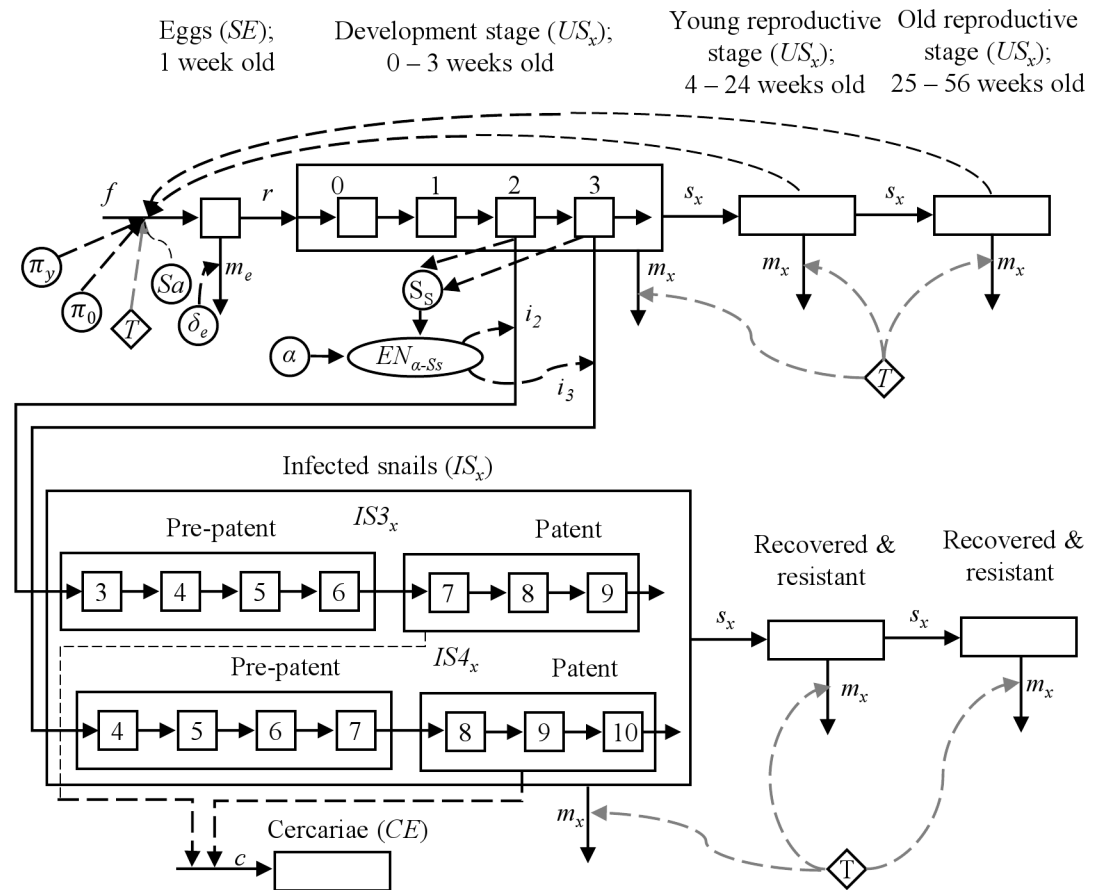 Eggs (SE);
1 week old
Development stage (USₓ);
0 – 3 weeks old
Young reproductive
stage (USₓ);
4 – 24 weeks old
Old reproductive
stage (USₓ);
25 – 56 weeks old
f
r
0
1
2
3
sₓ
sₓ
π_y
π₀
T
Sa
δₑ
mₑ
S_S
mₓ
mₓ
mₓ
α
EN_α-Ss
i₂
i₃
T
Infected snails (ISₓ)
Pre-patent
IS3ₓ
Patent
3
4
5
6
7
8
9
Pre-patent
IS4ₓ
Patent
4
5
6
7
8
9
10
sₓ
Recovered &
resistant
sₓ
Recovered &
resistant
mₓ
mₓ
mₓ
T
Cercariae (CE)
c